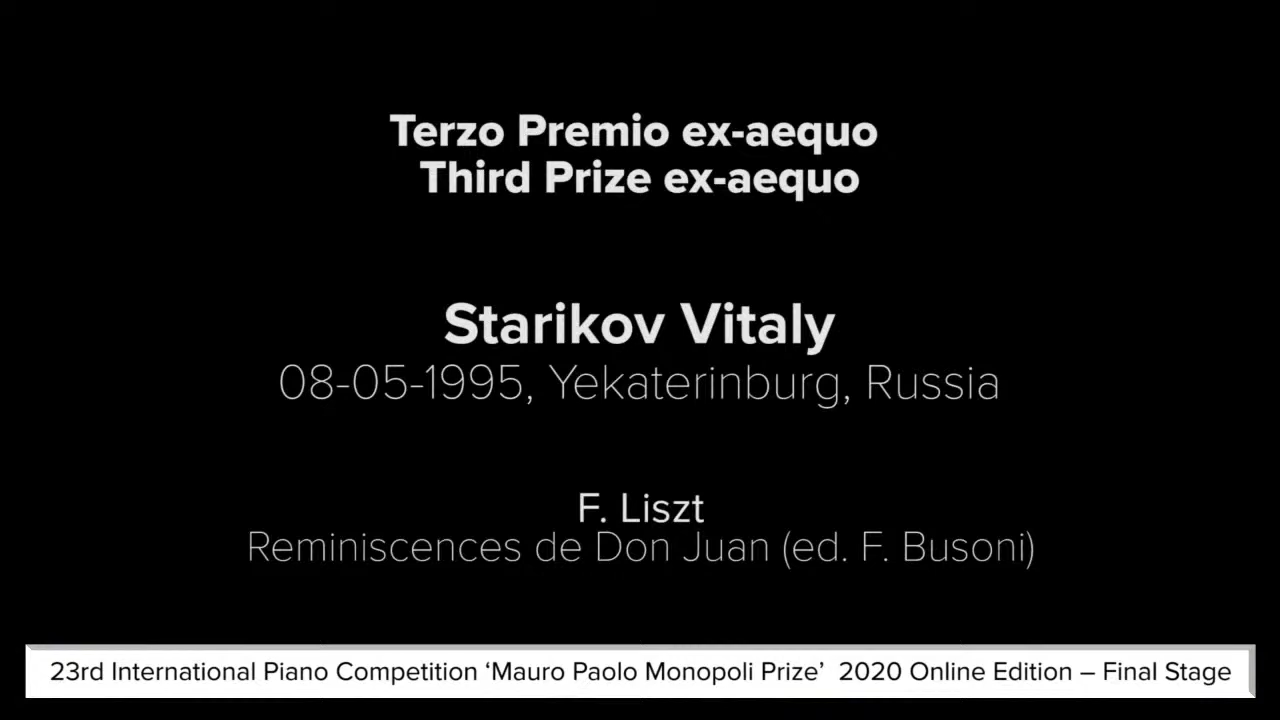 Terzo Premio ex-aequo
Third Prize ex-aequo
Starikov Vitaly
08-05-1995, Yekaterinburg, Russia
F. Liszt
Reminiscences de Don Juan (ed. F. Busoni)
23rd International Piano Competition ‘Mauro Paolo Monopoli Prize’ 2020 Online Edition – Final Stage